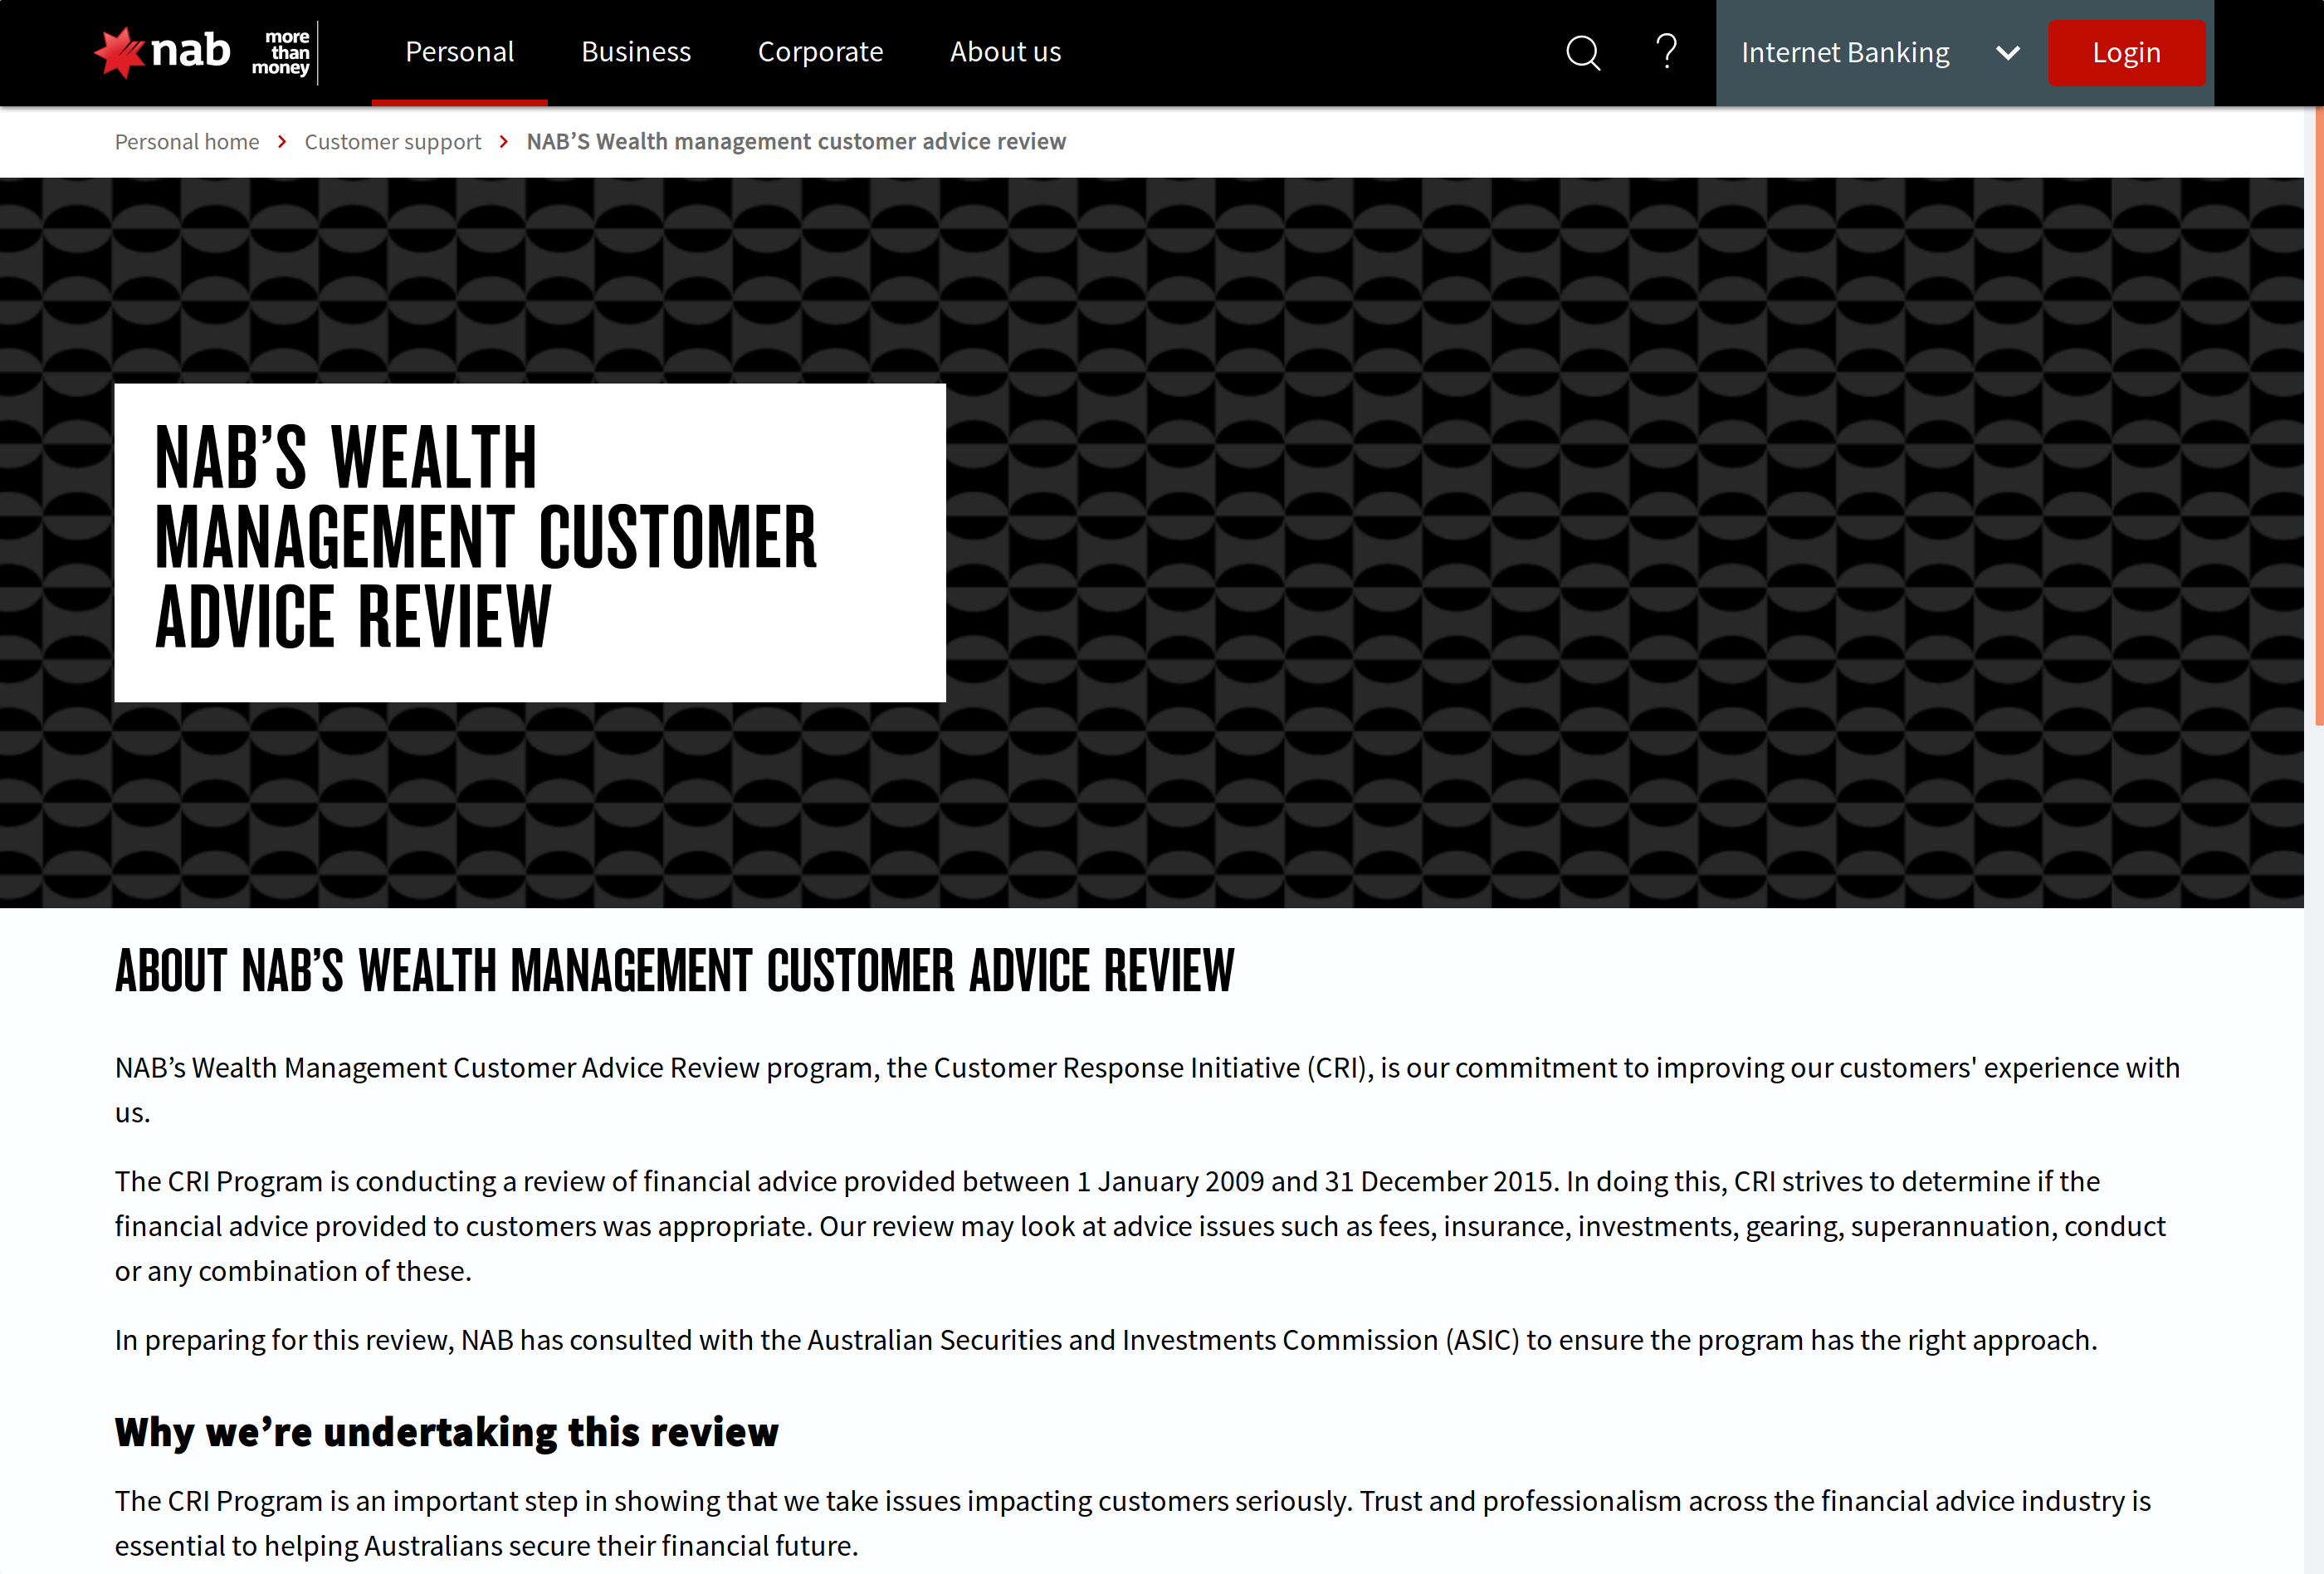 nab
more
than
money
Personal
Business
Corporate
About us
Internet Banking
Login
Personal home
Customer support
NAB’S Wealth management customer advice review
NAB’S WEALTH
MANAGEMENT CUSTOMER
ADVICE REVIEW
ABOUT NAB’S WEALTH MANAGEMENT CUSTOMER ADVICE REVIEW
NAB’s Wealth Management Customer Advice Review program, the Customer Response Initiative (CRI), is our commitment to improving our customers' experience with
us.
The CRI Program is conducting a review of financial advice provided between 1 January 2009 and 31 December 2015. In doing this, CRI strives to determine if the
financial advice provided to customers was appropriate. Our review may look at advice issues such as fees, insurance, investments, gearing, superannuation, conduct
or any combination of these.
In preparing for this review, NAB has consulted with the Australian Securities and Investments Commission (ASIC) to ensure the program has the right approach.
Why we’re undertaking this review
The CRI Program is an important step in showing that we take issues impacting customers seriously. Trust and professionalism across the financial advice industry is
essential to helping Australians secure their financial future.